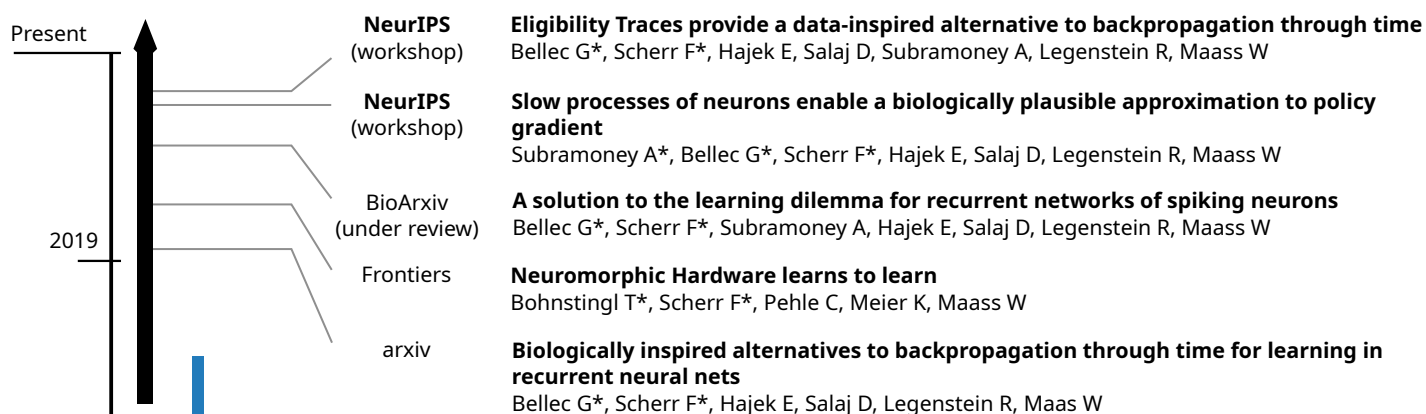 Present
NeurIPS
(workshop)
Eligibility Traces provide a data-inspired alternative to backpropagation through time
Bellec G*, Scherr F*, Hajek E, Salaj D, Subramoney A, Legenstein R, Maass W
NeurIPS
(workshop)
Slow processes of neurons enable a biologically plausible approximation to policy
gradient
Subramoney A*, Bellec G*, Scherr F*, Hajek E, Salaj D, Legenstein R, Maass W
BioArxiv
(under review)
A solution to the learning dilemma for recurrent networks of spiking neurons
Bellec G*, Scherr F*, Subramoney A, Hajek E, Salaj D, Legenstein R, Maass W
2019
Frontiers
Neuromorphic Hardware learns to learn
Bohnstingl T*, Scherr F*, Pehle C, Meier K, Maass W
arxiv
Biologically inspired alternatives to backpropagation through time for learning in
recurrent neural nets
Bellec G*, Scherr F*, Hajek E, Salaj D, Legenstein R, Maas W